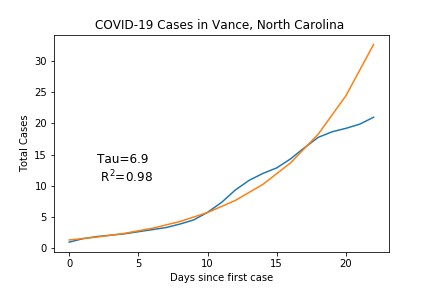 COVID-19 Cases in Vance, North Carolina
Total Cases
30
25
20
15
10
5
0
Tau=6.9
R²=0.98
0 5 10 15 20
Days since first case